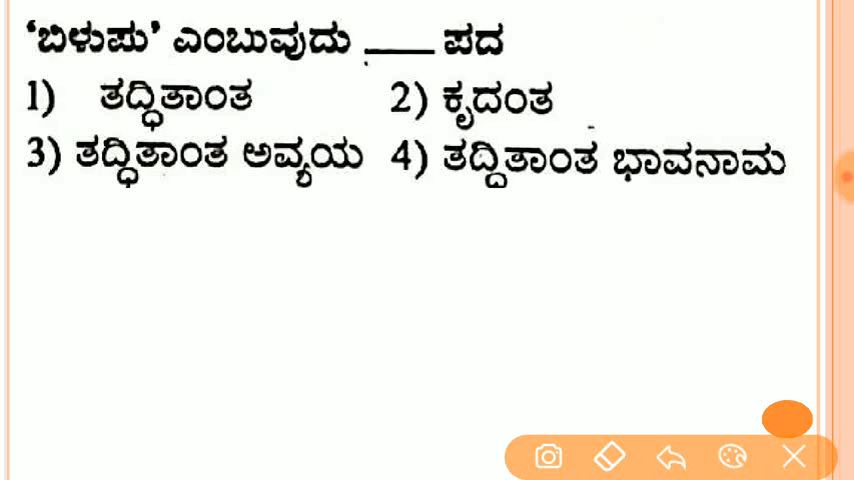 ‘ಬಿಳುಪು’ ಎಂಬುವುದು ___ ಪದ
1) ತದ್ಧಿತಾಂತ 2) ಕೃದಂತ
3) ತದ್ಧಿತಾಂತ ಅವ್ಯಯ 4) ತದ್ದಿತಾಂತ ಭಾವನಾಮ